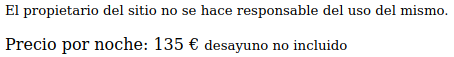 El propietario del sitio no se hace responsable del uso del mismo.
Precio por noche: 135 € desayuno no incluido